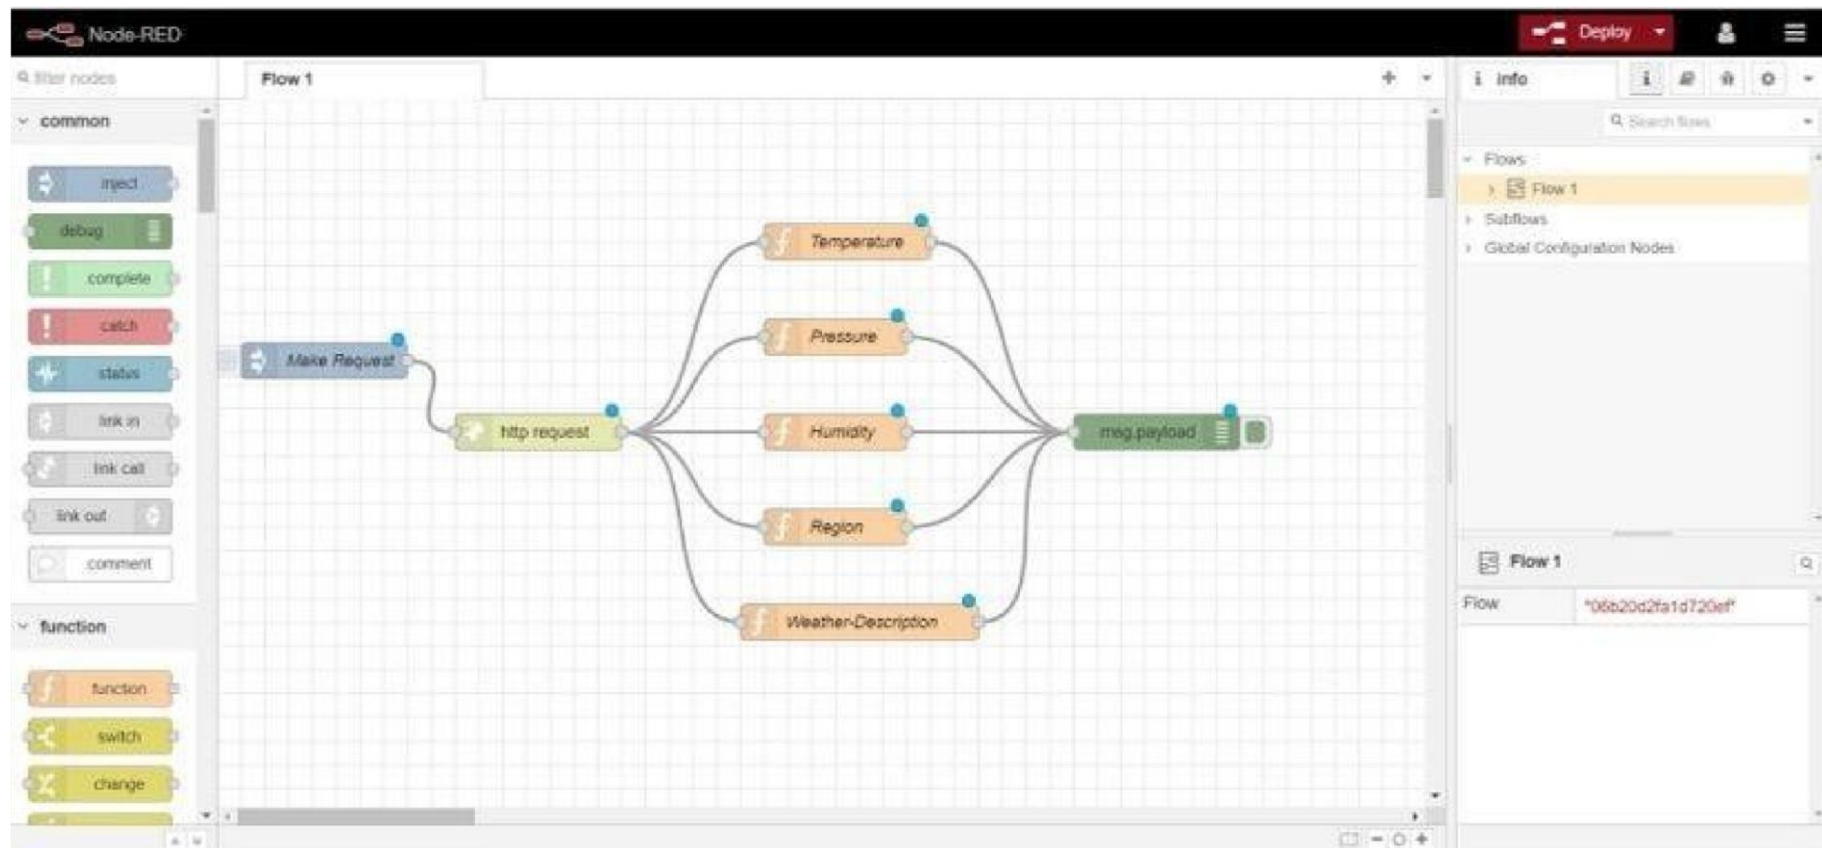 Node-RED
Deploy
filter nodes
Flow 1
info
common
Search flows
inject
debug
complete
catch
status
link in
link call
link out
comment
function
function
switch
change
Make Request
http request
Temperature
Pressure
Humidity
Region
Weather-Description
msg.payload
Flows
Flow 1
Subflows
Global Configuration Nodes
Flow 1
Flow
"06b20d2fa1d720ef"